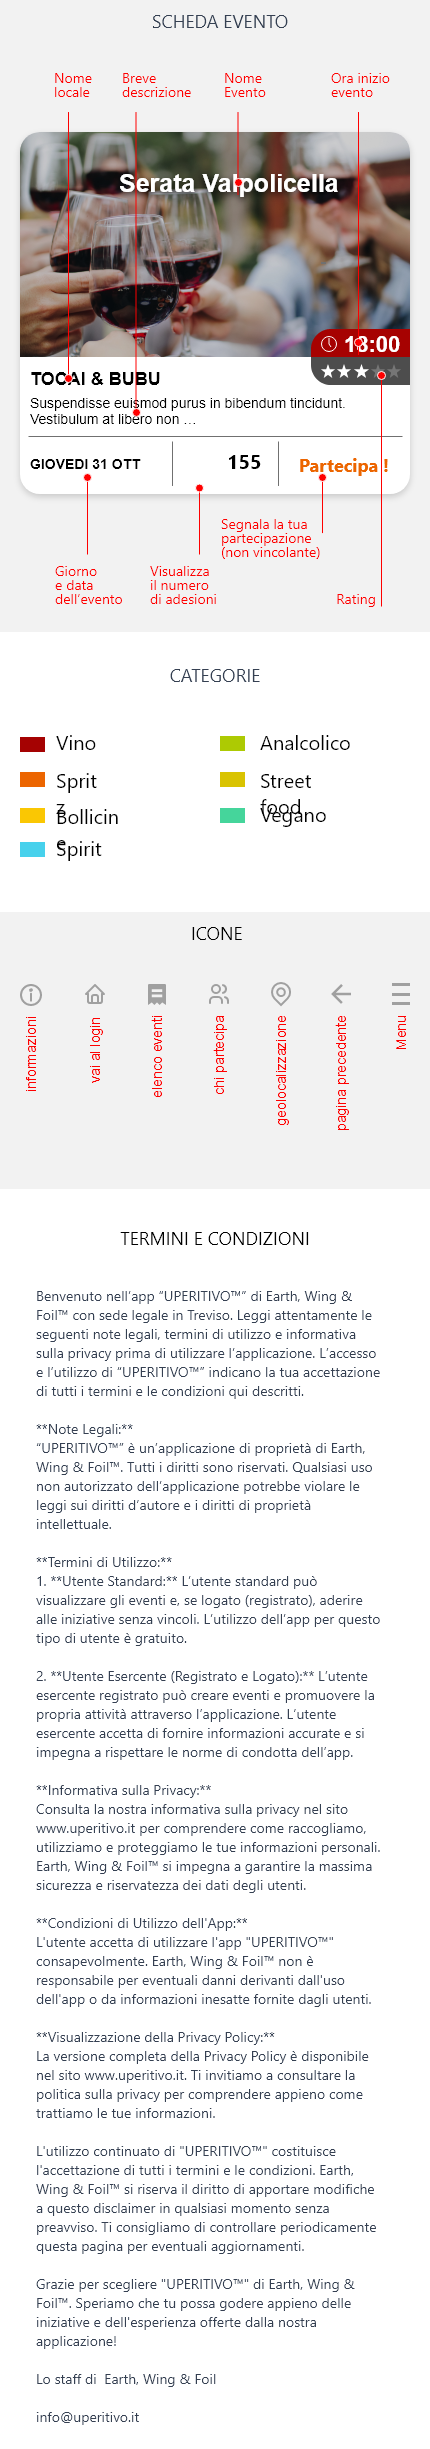 SCHEDA EVENTO
Nome
locale
Breve
descrizione
Nome
Evento
Ora inizio
evento
Serata Valpolicella
18:00
TOCAI & BUBU
Suspendisse euismod purus in bibendum tincidunt.
Vestibulum at libero non ...
GIOVEDI 31 OTT
155
Partecipa !
Segnala la tua
partecipazione
(non vincolante)
Giorno
e data
dell’evento
Visualizza
il numero
di adesioni
Rating
CATEGORIE
Vino
Analcolico
Sprit
z
Street
food
Bollicin
e
Vegano
Spirit
ICONE
informazioni
vai al login
elenco eventi
chi partecipa
geolocalizzazione
pagina precedente
Menu
TERMINI E CONDIZIONI
Benvenuto nell’app “UPERITIVO™” di Earth, Wing &
Foil™ con sede legale in Treviso. Leggi attentamente le
seguenti note legali, termini di utilizzo e informativa
sulla privacy prima di utilizzare l’applicazione. L’accesso
e l’utilizzo di “UPERITIVO™” indicano la tua accettazione
di tutti i termini e le condizioni qui descritti.
**Note Legali:**
“UPERITIVO™” è un’applicazione di proprietà di Earth,
Wing & Foil™. Tutti i diritti sono riservati. Qualsiasi uso
non autorizzato dell’applicazione potrebbe violare le
leggi sui diritti d’autore e i diritti di proprietà
intellettuale.
**Termini di Utilizzo:**
1. **Utente Standard:** L’utente standard può
visualizzare gli eventi e, se logato (registrato), aderire
alle iniziative senza vincoli. L’utilizzo dell’app per questo
tipo di utente è gratuito.
2. **Utente Esercente (Registrato e Logato):** L’utente
esercente registrato può creare eventi e promuovere la
propria attività attraverso l’applicazione. L’utente
esercente accetta di fornire informazioni accurate e si
impegna a rispettare le norme di condotta dell’app.
**Informativa sulla Privacy:**
Consulta la nostra informativa sulla privacy nel sito
www.uperitivo.it per comprendere come raccogliamo,
utilizziamo e proteggiamo le tue informazioni personali.
Earth, Wing & Foil™ si impegna a garantire la massima
sicurezza e riservatezza dei dati degli utenti.
**Condizioni di Utilizzo dell'App:**
L'utente accetta di utilizzare l'app "UPERITIVO™"
consapevolmente. Earth, Wing & Foil™ non è
responsabile per eventuali danni derivanti dall'uso
dell'app o da informazioni inesatte fornite dagli utenti.
**Visualizzazione della Privacy Policy:**
La versione completa della Privacy Policy è disponibile
nel sito www.uperitivo.it. Ti invitiamo a consultare la
politica sulla privacy per comprendere appieno come
trattiamo le tue informazioni.
L'utilizzo continuato di "UPERITIVO™" costituisce
l'accettazione di tutti i termini e le condizioni. Earth,
Wing & Foil™ si riserva il diritto di apportare modifiche
a questo disclaimer in qualsiasi momento senza
preavviso. Ti consigliamo di controllare periodicamente
questa pagina per eventuali aggiornamenti.
Grazie per scegliere "UPERITIVO™" di Earth, Wing &
Foil™. Speriamo che tu possa godere appieno delle
iniziative e dell'esperienza offerte dalla nostra
applicazione!
Lo staff di  Earth, Wing & Foil
info@uperitivo.it